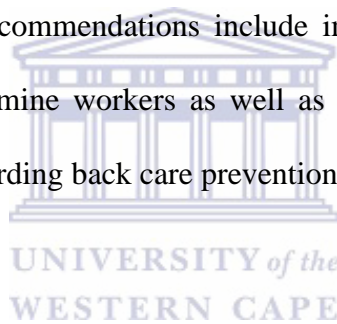 commendations include in
mine workers as well as
rding back care prevention
UNIVERSITY of the
WESTERN CAPE